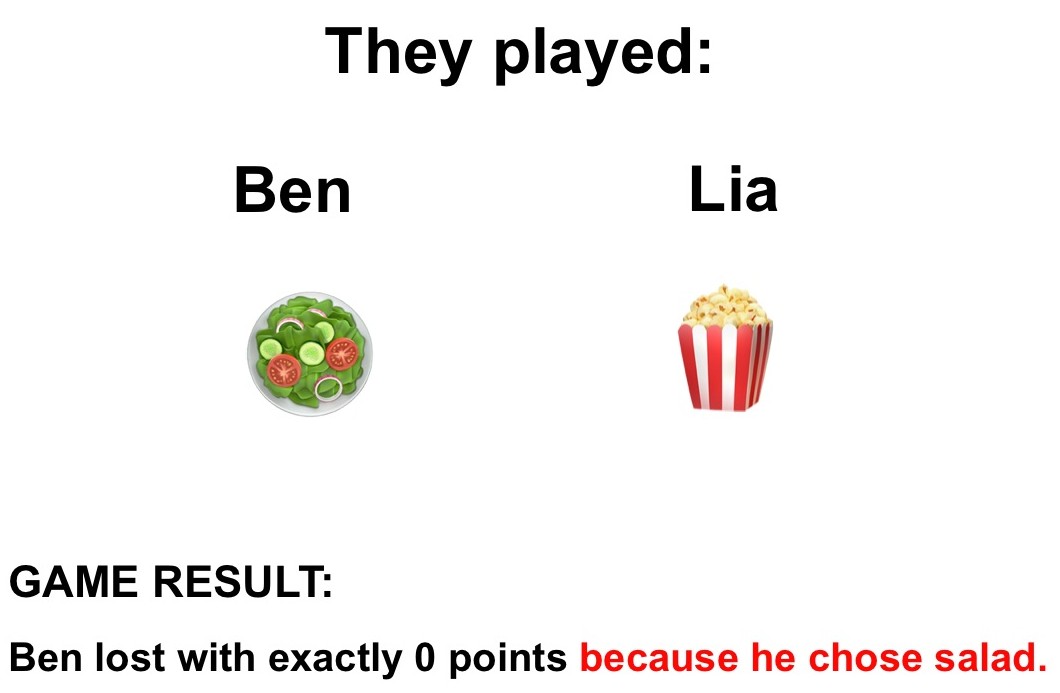 They played:
Ben Lia
GAME RESULT:
Ben lost with exactly 0 points because he chose salad.